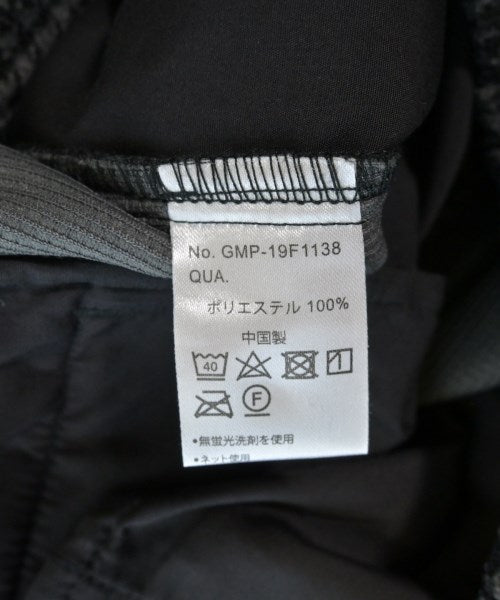 No. GMP-19F1138
QUA.
ポリエステル 100%
中国製
40
F
•無蛍光洗剤を使用
•ネット使用